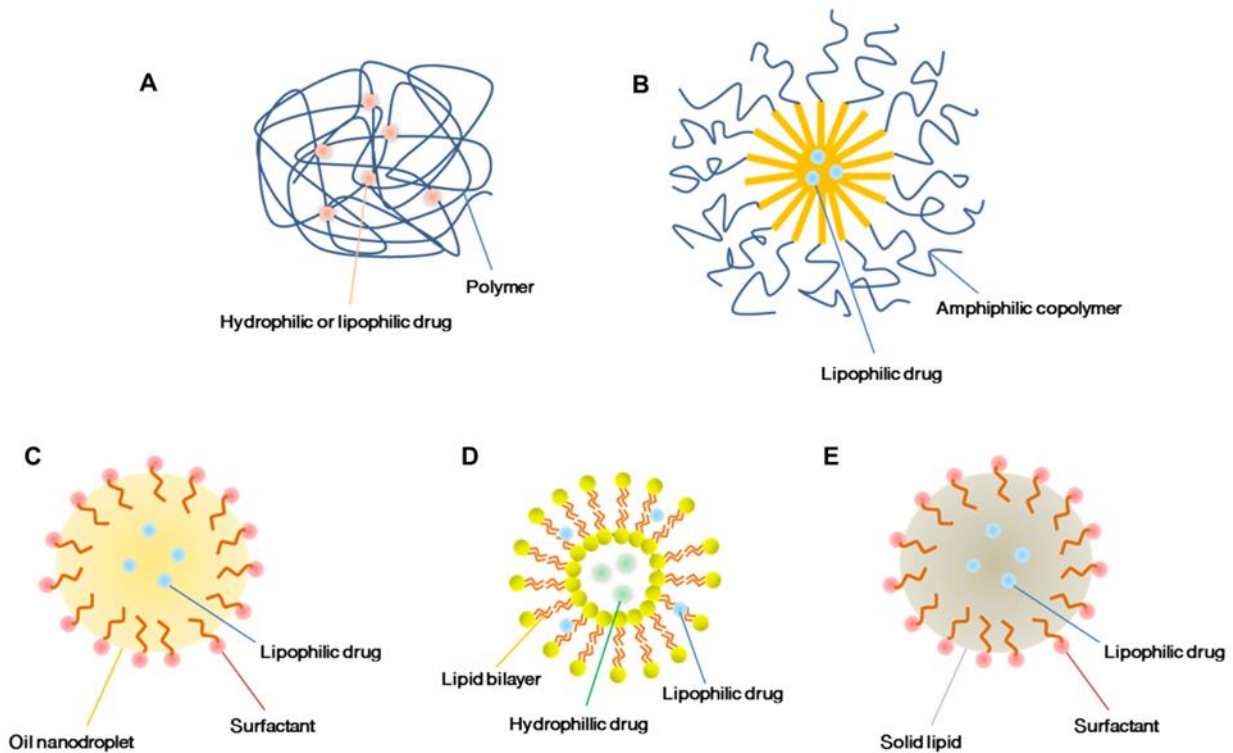 A
B
Polymer
Hydrophilic or lipophilic drug
Amphiphilic copolymer
Lipophilic drug
C
D
E
Lipophilic drug
Surfactant
Oil nanodroplet
Lipid bilayer
Lipophilic drug
Hydrophillic drug
Lipophilic drug
Surfactant
Solid lipid